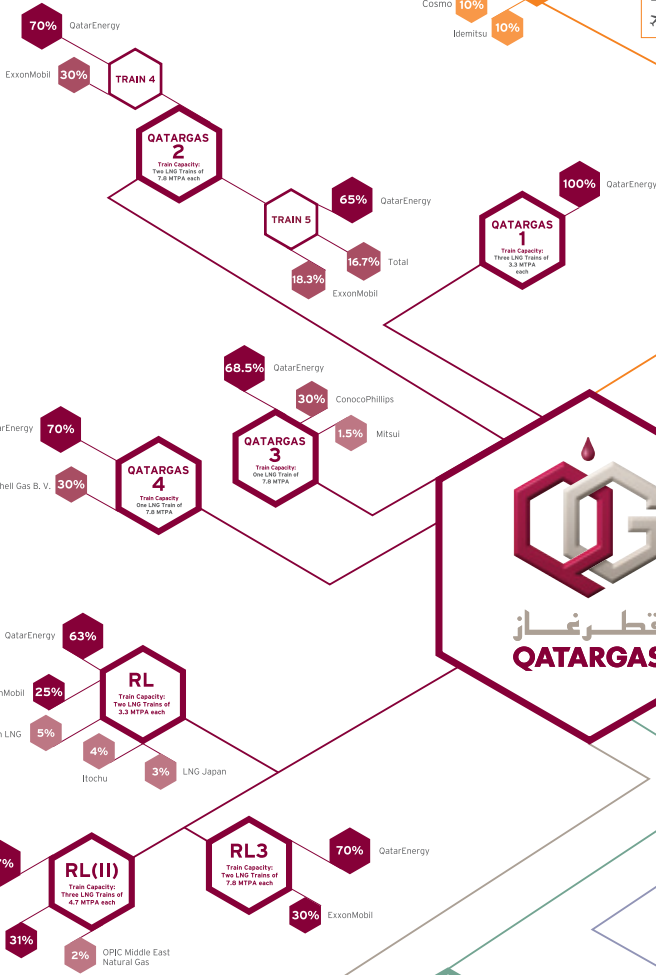 Cosmo
10%
Idemitsu
10%
70%
QatarEnergy
ExxonMobil
30%
TRAIN 4
QATARGAS
2
Train Capacity:
Two LNG Trains of
7.8 MTPA each
TRAIN 5
65%
QatarEnergy
16.7%
Total
18.3%
ExxonMobil
100%
QatarEnergy
QATARGAS
1
Train Capacity:
Three LNG Trains of
3.3 MTPA
each
68.5%
QatarEnergy
30%
ConocoPhillips
1.5%
Mitsui
QATARGAS
3
Train Capacity:
One LNG Train of
7.8 MTPA
arEnergy
70%
hell Gas B. V.
30%
QATARGAS
4
Train Capacity
One LNG Train of
7.8 MTPA
قطـرغـاز
QATARGAS
QatarEnergy
63%
nMobil
25%
LNG
5%
4%
Itochu
3%
LNG Japan
RL
Train Capacity:
Two LNG Trains of
3.3 MTPA each
7%
31%
2%
OPIC Middle East
Natural Gas
RL(II)
Train Capacity:
Three LNG Trains of
4.7 MTPA each
RL3
Train Capacity:
Two LNG Trains of
7.8 MTPA each
70%
QatarEnergy
30%
ExxonMobil